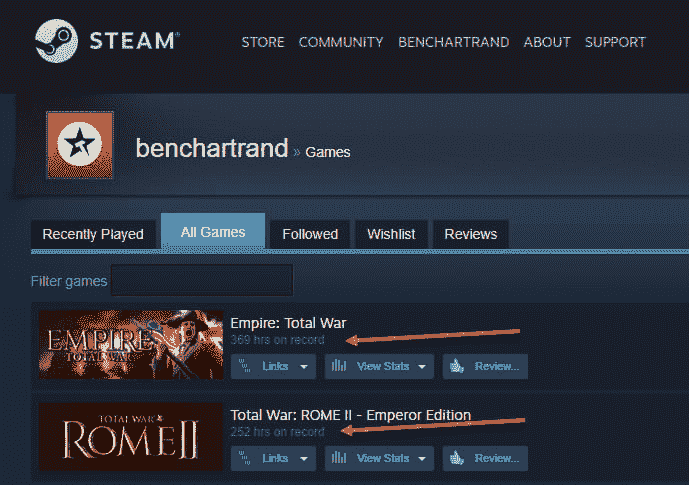 STEAM®
STORE COMMUNITY BENCHARTRAND ABOUT SUPPORT
benchartrand » Games
Recently Played All Games Followed Wishlist Reviews
Filter games
EMPIRE
TOTAL WAR
Empire: Total War
369 hrs on record
Links View Stats Review...
TOTAL WAR
ROME II
Total War: ROME II - Emperor Edition
252 hrs on record
Links View Stats Review...